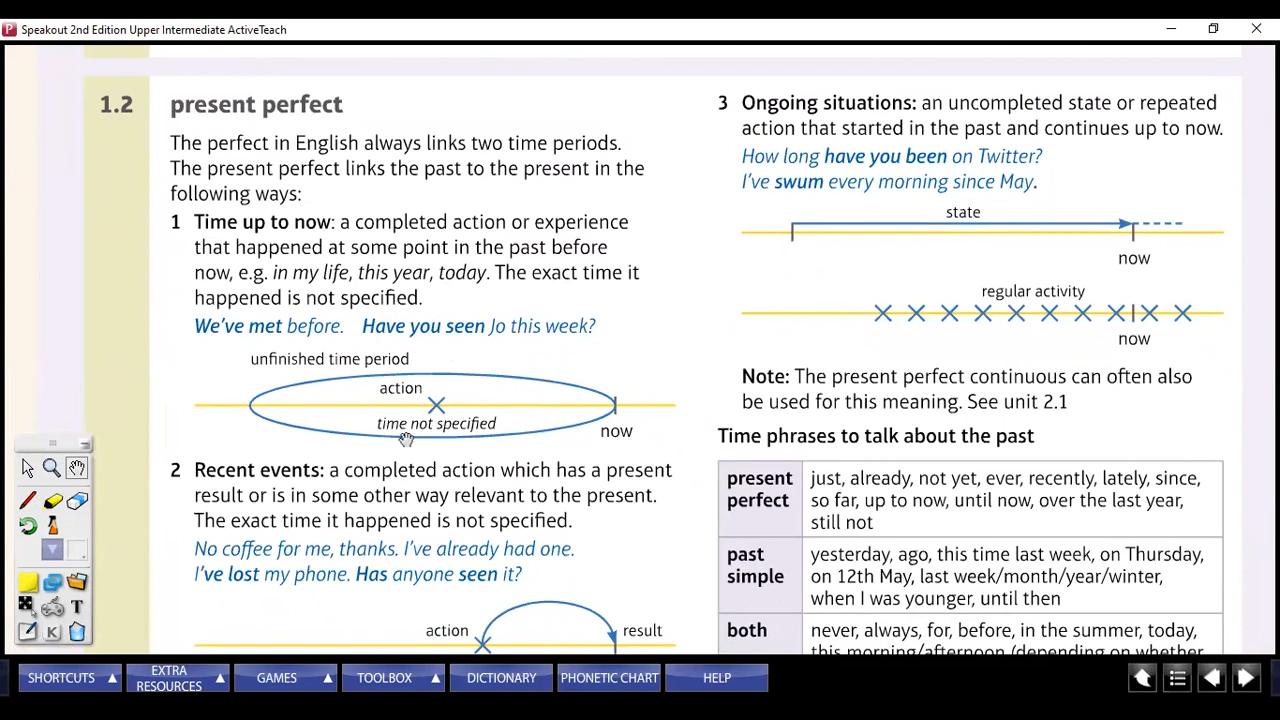 Speakout 2nd Edition Upper Intermediate ActiveTeach
1.2
present perfect
The perfect in English always links two time periods.
The present perfect links the past to the present in the
following ways:
1 Time up to now: a completed action or experience
that happened at some point in the past before
now, e.g. in my life, this year, today. The exact time it
happened is not specified.
We've met before. Have you seen Jo this week?
unfinished time period
action
time not specified
now
2 Recent events: a completed action which has a present
result or is in some other way relevant to the present.
The exact time it happened is not specified.
No coffee for me, thanks. I've already had one.
I've lost my phone. Has anyone seen it?
action
result
3 Ongoing situations: an uncompleted state or repeated
action that started in the past and continues up to now.
How long have you been on Twitter?
I've swum every morning since May.
state
now
regular activity
now
Note: The present perfect continuous can often also
be used for this meaning. See unit 2.1
Time phrases to talk about the past
present perfect
just, already, not yet, ever, recently, lately, since,
so far, up to now, until now, over the last year,
still not
past simple
yesterday, ago, this time last week, on Thursday,
on 12th May, last week/month/year/winter,
when I was younger, until then
both
never, always, for, before, in the summer, today,
this morning/afternoon (depending on whether
T
K
SHORTCUTS
EXTRA RESOURCES
GAMES
TOOLBOX
DICTIONARY
PHONETIC CHART
HELP